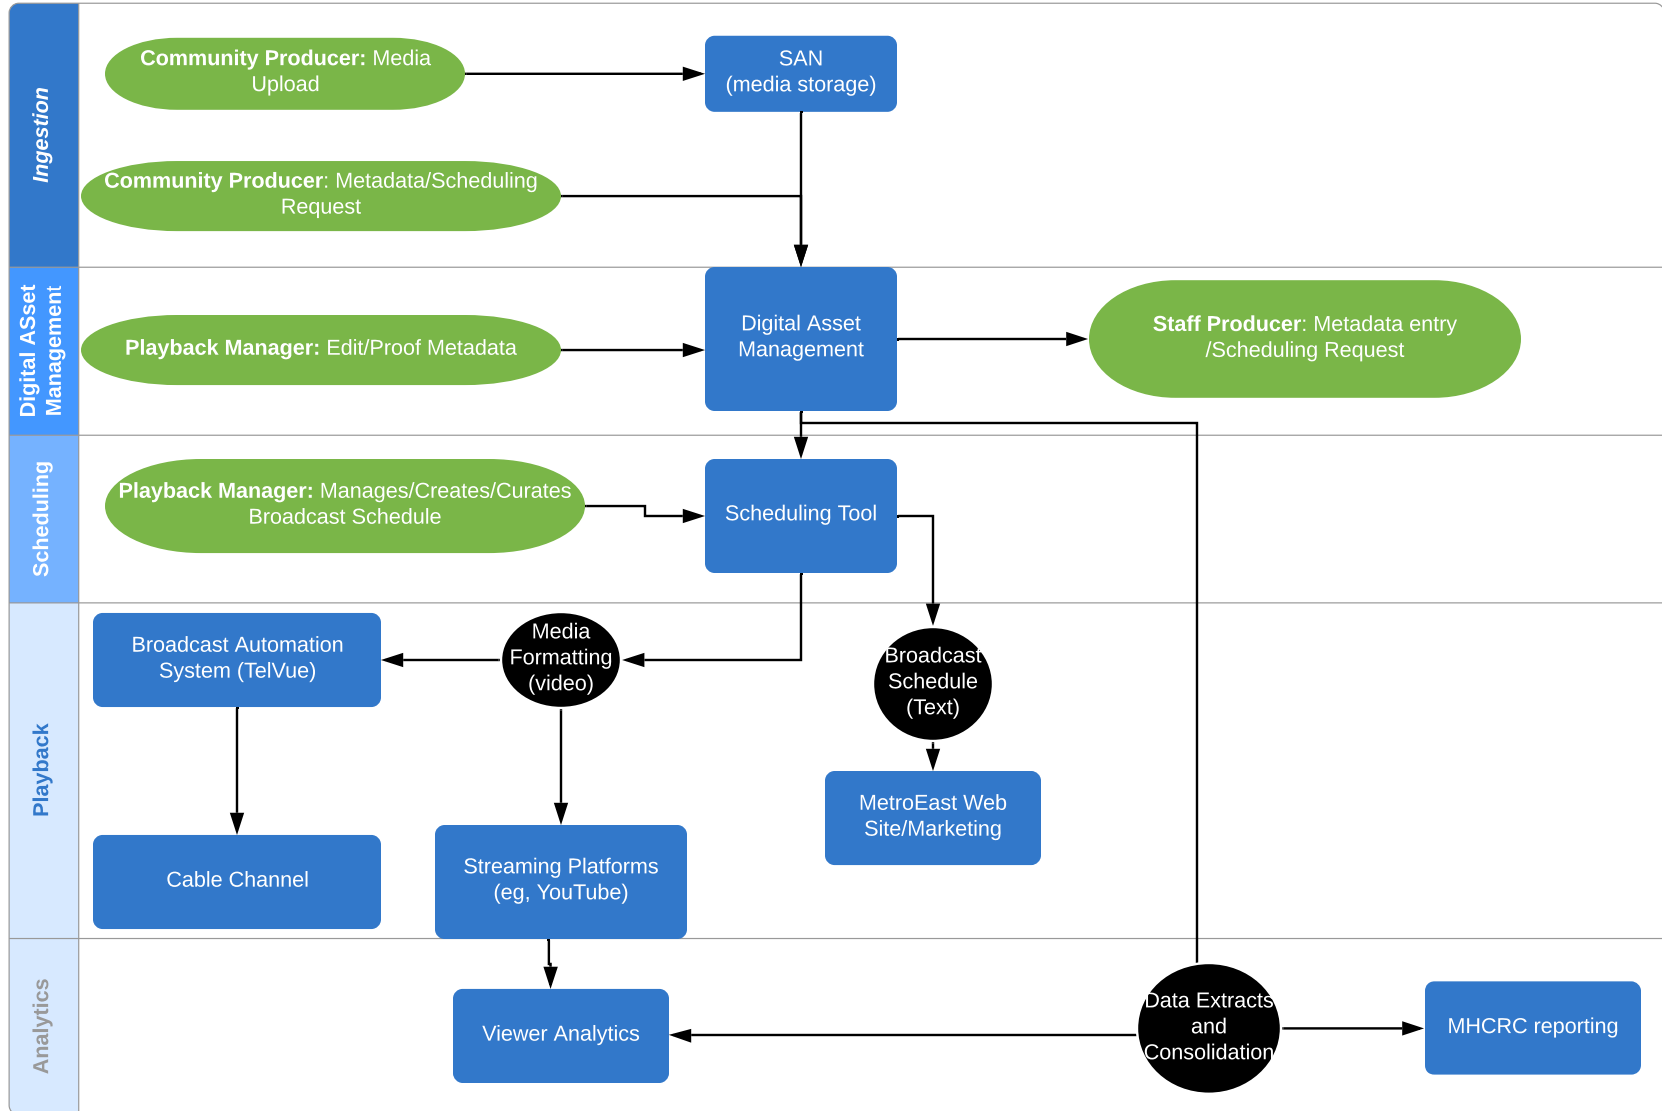 Ingestion
Community Producer: Media
Upload
SAN
(media storage)
Community Producer: Metadata/Scheduling
Request
Digital ASset
Management
Playback Manager: Edit/Proof Metadata
Digital Asset
Management
Staff Producer: Metadata entry
/Scheduling Request
Scheduling
Playback Manager: Manages/Creates/Curates
Broadcast Schedule
Scheduling Tool
Playback
Broadcast Automation
System (TelVue)
Media
Formatting
(video)
Broadcast
Schedule
(Text)
MetroEast Web
Site/Marketing
Cable Channel
Streaming Platforms
(eg, YouTube)
Analytics
Viewer Analytics
Data Extracts
and
Consolidation
MHCRC reporting